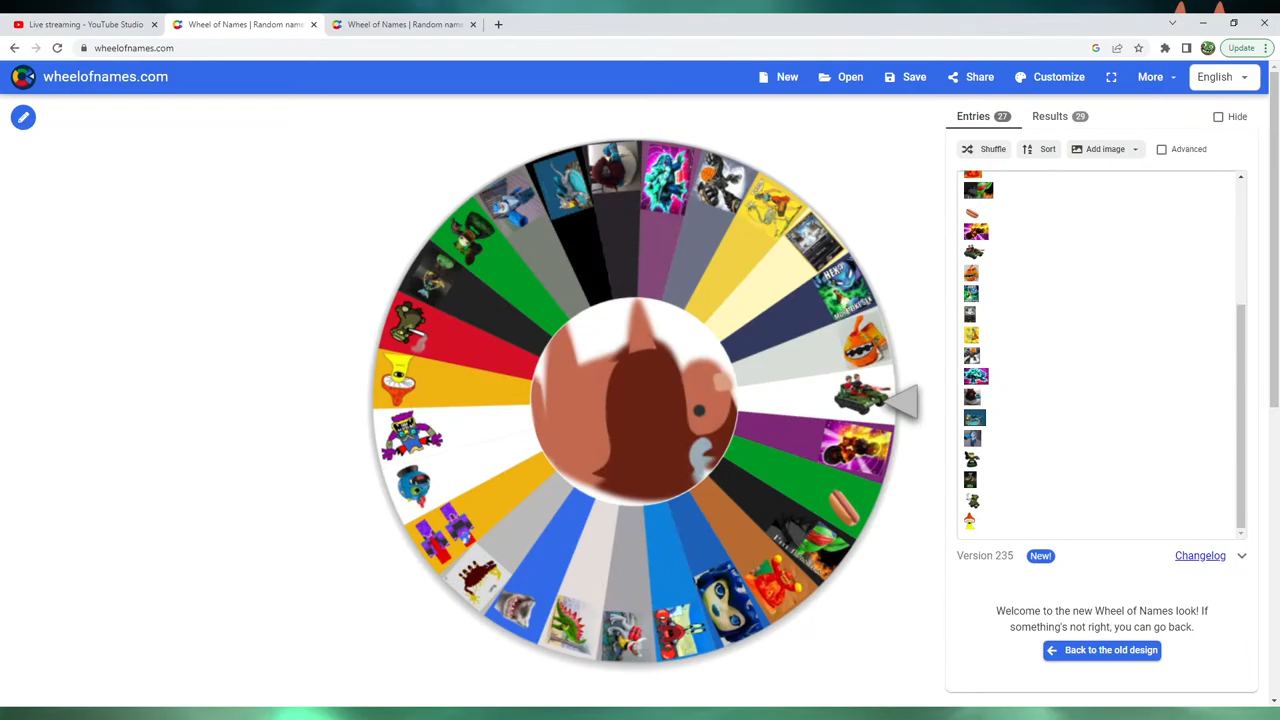 Live streaming - YouTube Studio
Wheel of Names | Random name
Wheel of Names | Random name
wheelofnames.com
Update
wheelofnames.com
New
Open
Save
Share
Customize
More
English
Entries 27
Results 29
Hide
Shuffle
Sort
Add image
Advanced
HERO
Version 235
New!
Changelog
Welcome to the new Wheel of Names look! If
something's not right, you can go back.
Back to the old design